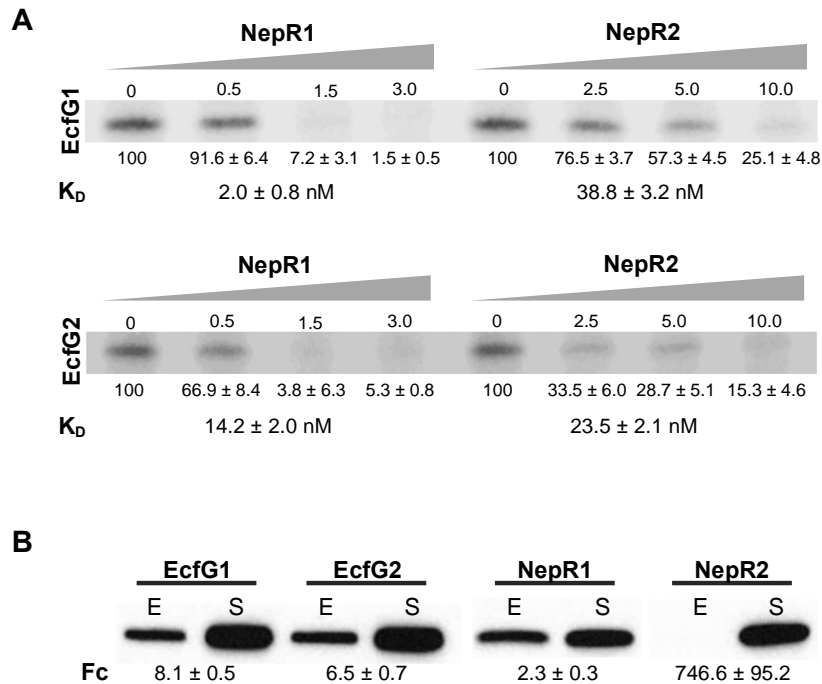 A
NepR1 NepR2
0 0.5 1.5 3.0 0 2.5 5.0 10.0
EcfG1
100 91.6 ± 6.4 7.2 ± 3.1 1.5 ± 0.5 100 76.5 ± 3.7 57.3 ± 4.5 25.1 ± 4.8
KD 2.0 ± 0.8 nM 38.8 ± 3.2 nM
NepR1 NepR2
0 0.5 1.5 3.0 0 2.5 5.0 10.0
EcfG2
100 66.9 ± 8.4 3.8 ± 6.3 5.3 ± 0.8 100 33.5 ± 6.0 28.7 ± 5.1 15.3 ± 4.6
KD 14.2 ± 2.0 nM 23.5 ± 2.1 nM
B
EcfG1 EcfG2 NepR1 NepR2
E S E S E S E S
Fc 8.1 ± 0.5 6.5 ± 0.7 2.3 ± 0.3 746.6 ± 95.2